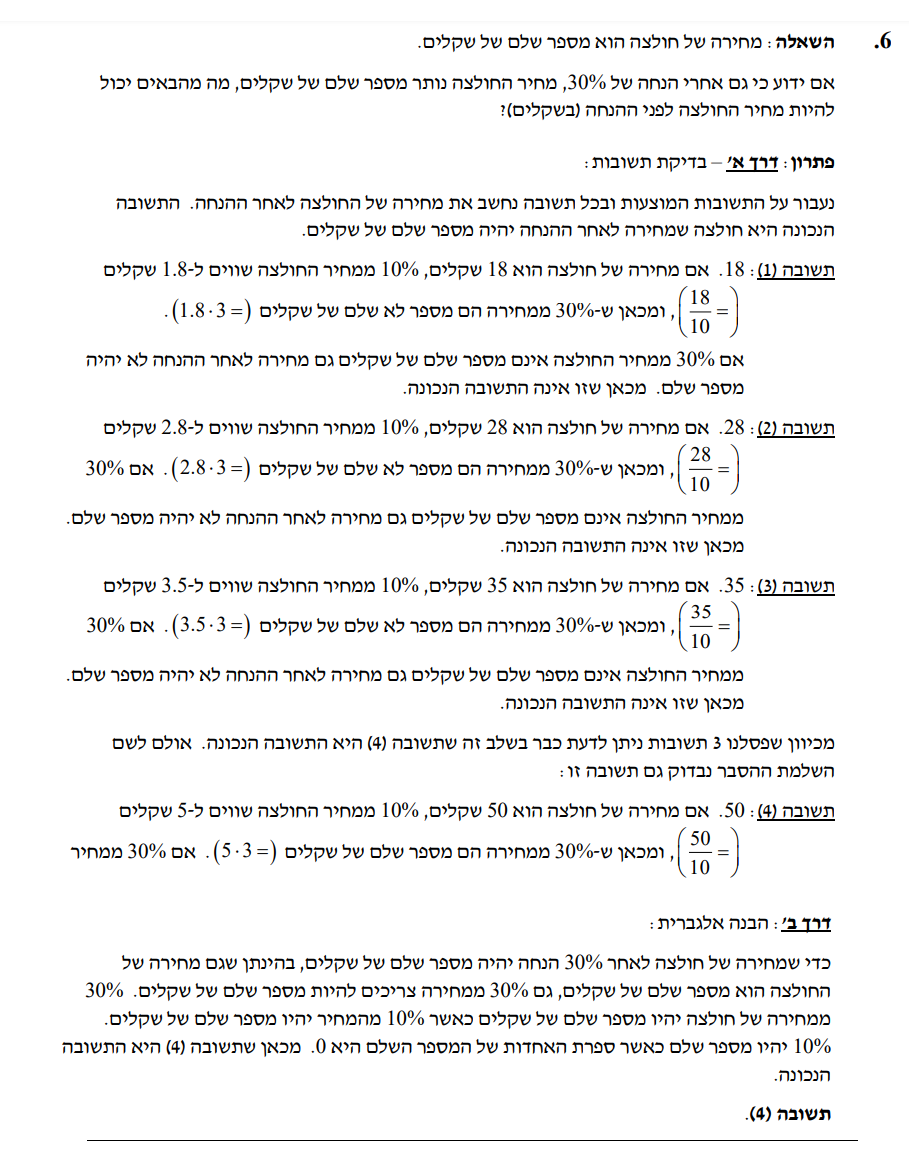 6. השאלה: מחירה של חולצה הוא מספר שלם של שקלים.
אם ידוע כי גם אחרי הנחה של 30%, מחיר החולצה נותר מספר שלם של שקלים, מה מהבאים יכול
להיות מחיר החולצה לפני ההנחה (בשקלים)?
פתרון: דרך א' – בדיקת תשובות:
נעבור על התשובות המוצעות ובכל תשובה נחשב את מחירה של החולצה לאחר ההנחה. התשובה
הנכונה היא חולצה שמחירה לאחר ההנחה יהיה מספר שלם של שקלים.
תשובה (1): 18. אם מחירה של חולצה הוא 18 שקלים, 10% ממחיר החולצה שווים ל-1.8 שקלים
(= 18/10), ומכאן ש-30% ממחירה הם מספר לא שלם של שקלים (= 1.8·3).
אם 30% ממחיר החולצה אינם מספר שלם של שקלים גם מחירה לאחר ההנחה לא יהיה
מספר שלם. מכאן שזו אינה התשובה הנכונה.
תשובה (2): 28. אם מחירה של חולצה הוא 28 שקלים, 10% ממחיר החולצה שווים ל-2.8 שקלים
(= 28/10), ומכאן ש-30% ממחירה הם מספר לא שלם של שקלים (= 2.8·3). אם 30%
ממחיר החולצה אינם מספר שלם של שקלים גם מחירה לאחר ההנחה לא יהיה מספר שלם.
מכאן שזו אינה התשובה הנכונה.
תשובה (3): 35. אם מחירה של חולצה הוא 35 שקלים, 10% ממחיר החולצה שווים ל-3.5 שקלים
(= 35/10), ומכאן ש-30% ממחירה הם מספר לא שלם של שקלים (= 3.5·3). אם 30%
ממחיר החולצה אינם מספר שלם של שקלים גם מחירה לאחר ההנחה לא יהיה מספר שלם.
מכאן שזו אינה התשובה הנכונה.
מכיוון שפסלנו 3 תשובות ניתן לדעת כבר בשלב זה שתשובה (4) היא התשובה הנכונה. אולם לשם
השלמת ההסבר נבדוק גם תשובה זו:
תשובה (4): 50. אם מחירה של חולצה הוא 50 שקלים, 10% ממחיר החולצה שווים ל-5 שקלים
(= 50/10), ומכאן ש-30% ממחירה הם מספר שלם של שקלים (= 5·3). אם 30% ממחיר
דרך ב': הבנה אלגברית:
כדי שמחירה של חולצה לאחר 30% הנחה יהיה מספר שלם של שקלים, בהינתן שגם מחירה של
החולצה הוא מספר שלם של שקלים, גם 30% ממחירה צריכים להיות מספר שלם של שקלים. 30%
ממחירה של חולצה יהיו מספר שלם של שקלים כאשר 10% מהמחיר יהיו מספר שלם של שקלים.
10% יהיו מספר שלם כאשר ספרת האחדות של המספר השלם היא 0. מכאן שתשובה (4) היא התשובה
הנכונה.
תשובה (4).